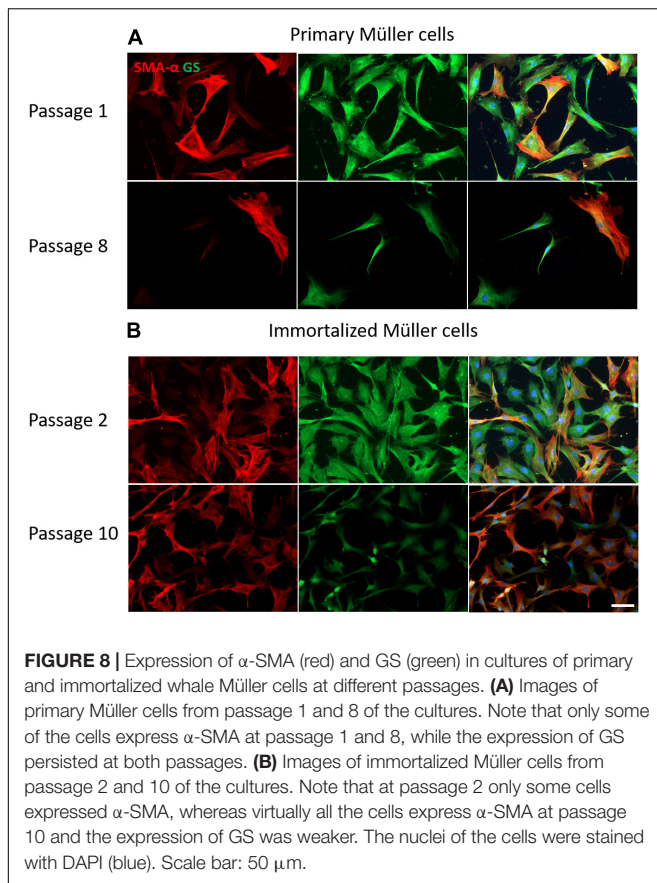 A Primary Müller cells
SMA-α GS
Passage 1
Passage 8
B Immortalized Müller cells
Passage 2
Passage 10
FIGURE 8 | Expression of α-SMA (red) and GS (green) in cultures of primary
and immortalized whale Müller cells at different passages. (A) Images of
primary Müller cells from passage 1 and 8 of the cultures. Note that only some
of the cells express α-SMA at passage 1 and 8, while the expression of GS
persisted at both passages. (B) Images of immortalized Müller cells from
passage 2 and 10 of the cultures. Note that at passage 2 only some cells
expressed α-SMA, whereas virtually all the cells express α-SMA at passage
10 and the expression of GS was weaker. The nuclei of the cells were stained
with DAPI (blue). Scale bar: 50 μm.